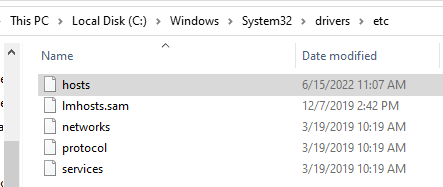 This PC > Local Disk (C:) > Windows > System32 > drivers > etc
Name Date modified
hosts 6/15/2022 11:07 AM
lmhosts.sam 12/7/2019 2:42 PM
networks 3/19/2019 10:19 AM
protocol 3/19/2019 10:19 AM
services 3/19/2019 10:19 AM